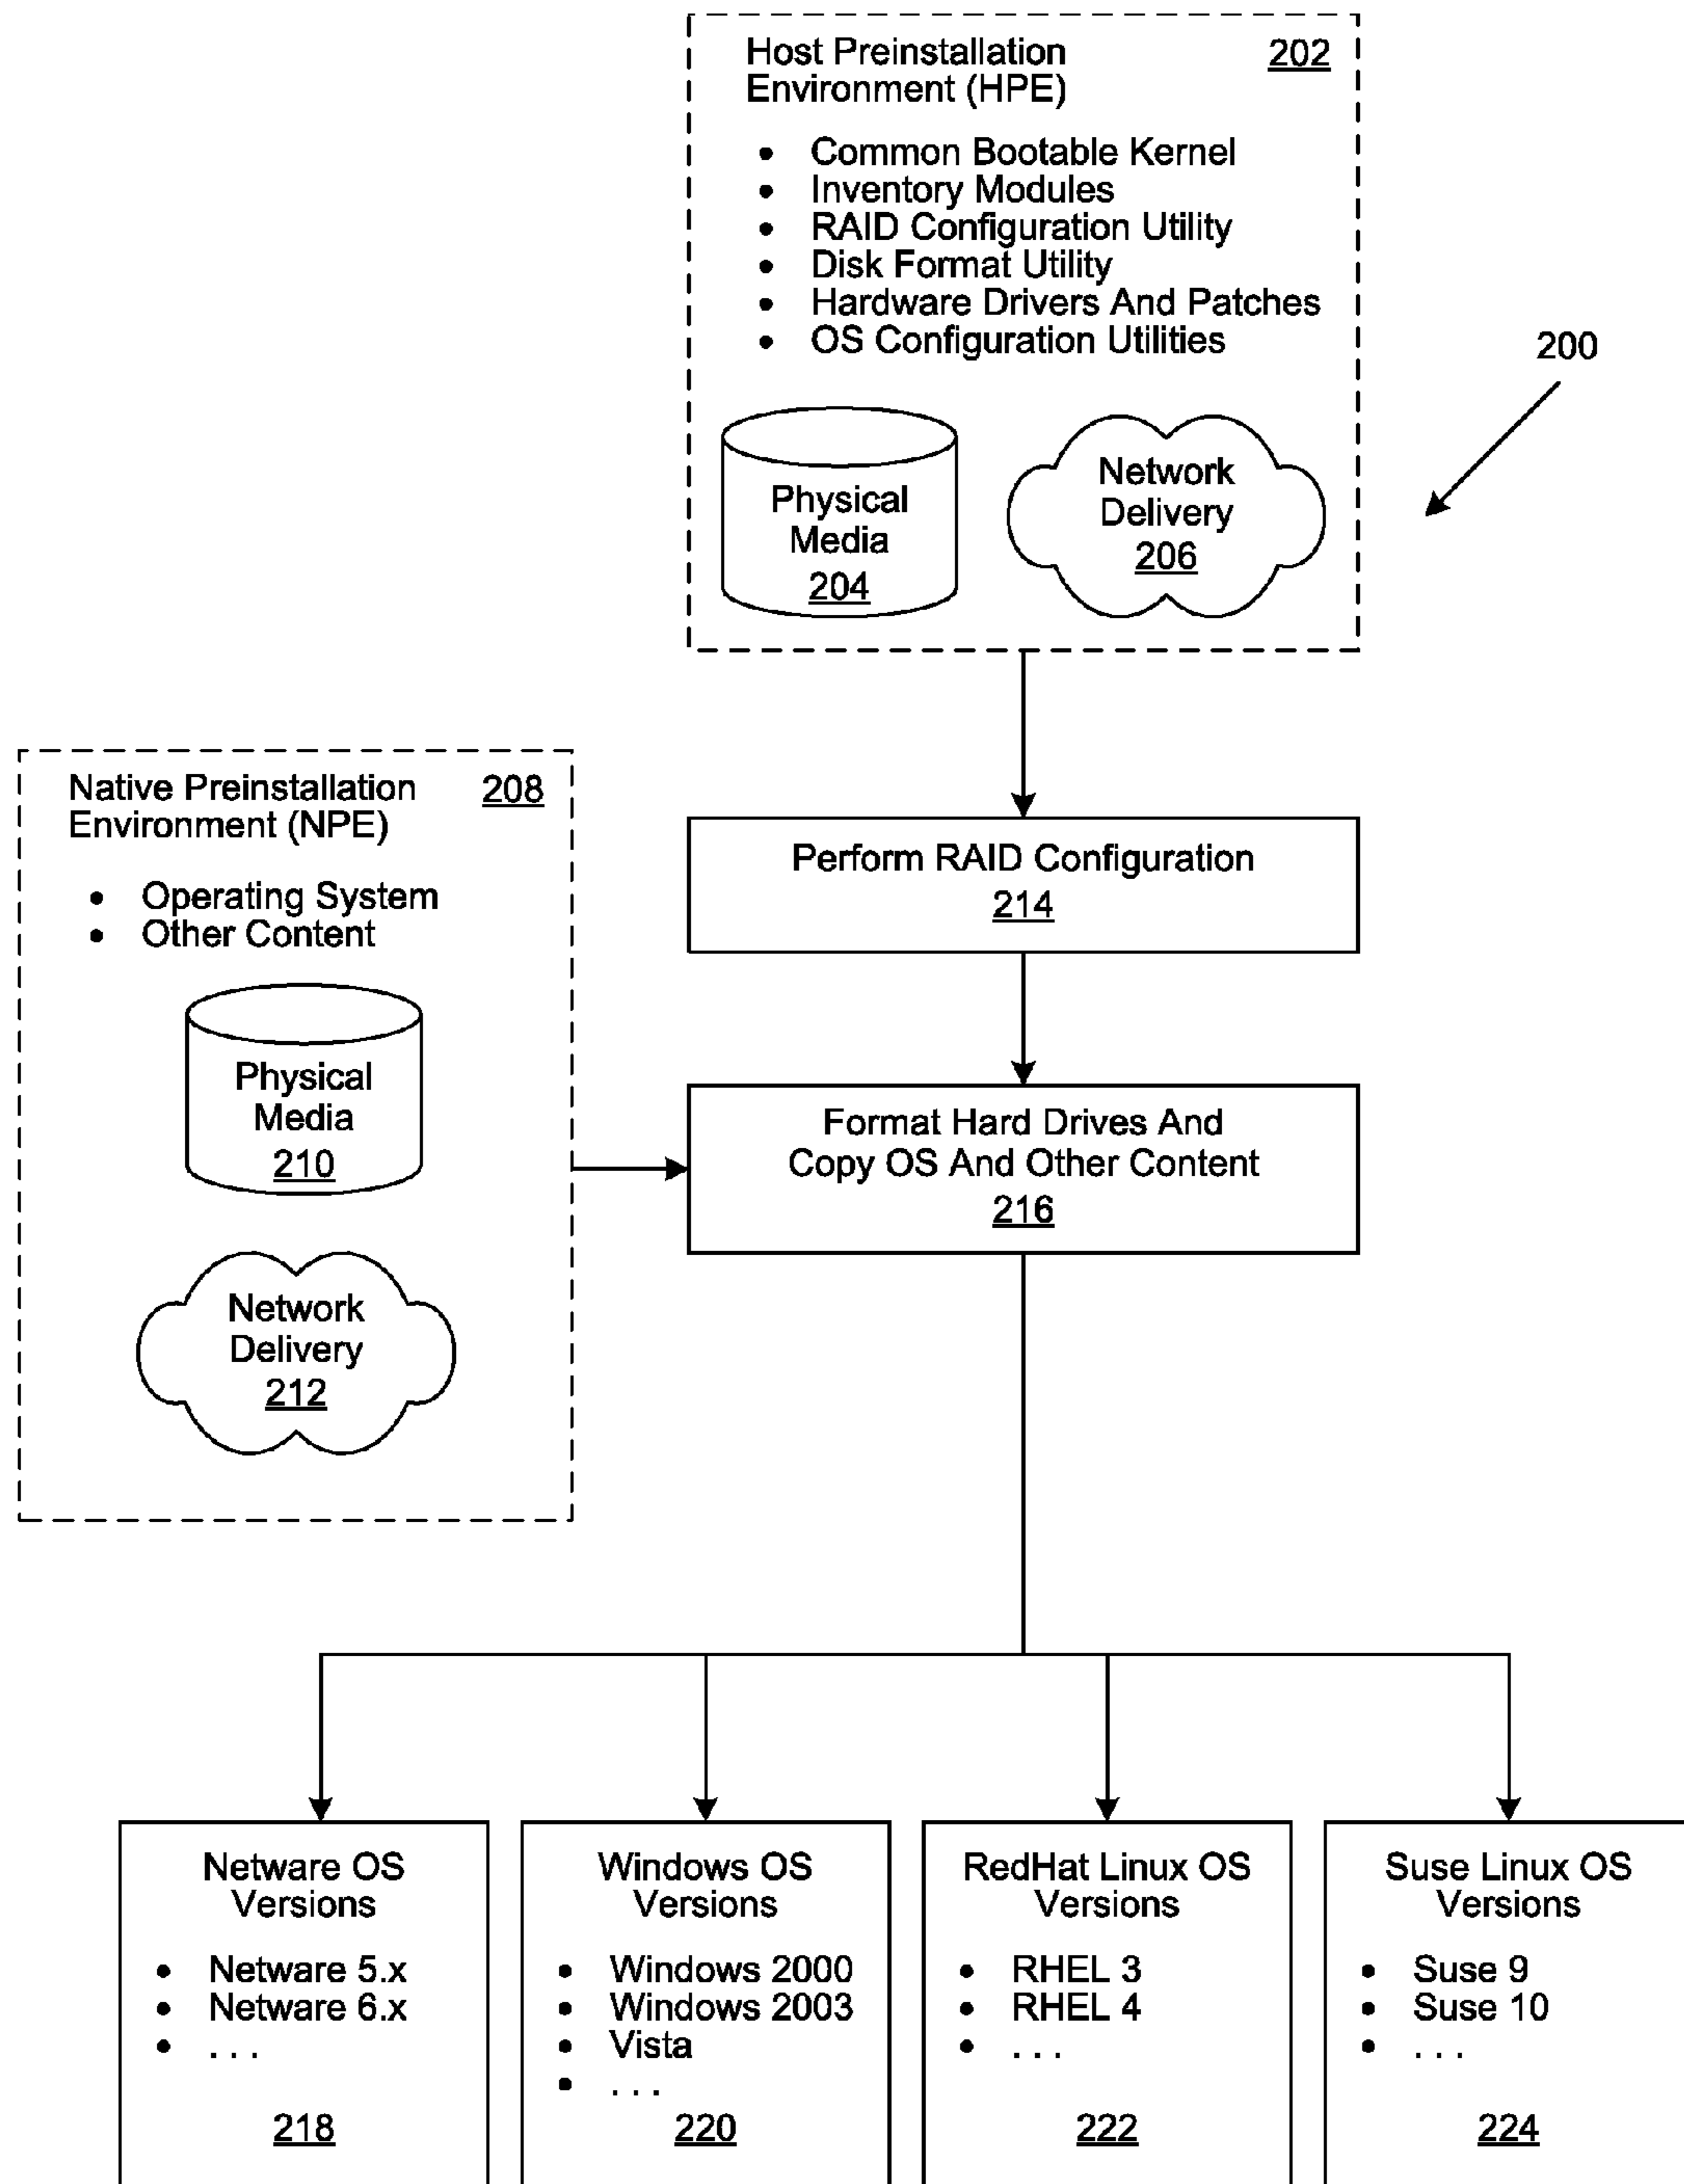 Host Preinstallation 202
Environment (HPE)
• Common Bootable Kernel
• Inventory Modules
• RAID Configuration Utility
• Disk Format Utility
• Hardware Drivers And Patches
• OS Configuration Utilities
200
Physical
Media
204
Network
Delivery
206
Native Preinstallation 208
Environment (NPE)
• Operating System
• Other Content
Physical
Media
210
Network
Delivery
212
Perform RAID Configuration
214
Format Hard Drives And
Copy OS And Other Content
216
Netware OS
Versions
• Netware 5.x
• Netware 6.x
• . . .
218
Windows OS
Versions
• Windows 2000
• Windows 2003
• Vista
• . . .
220
RedHat Linux OS
Versions
• RHEL 3
• RHEL 4
• . . .
222
Suse Linux OS
Versions
• Suse 9
• Suse 10
• . . .
224